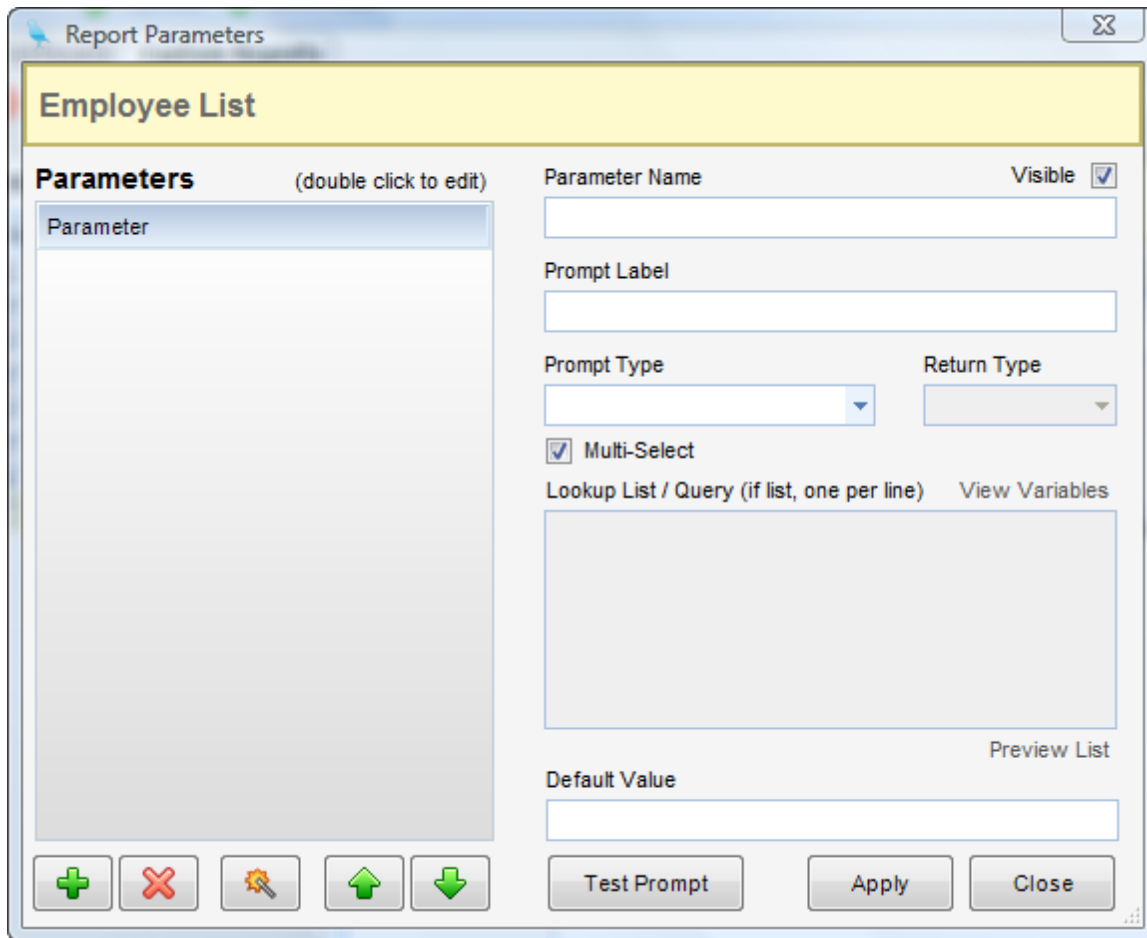 Report Parameters
Employee List
Parameters (double click to edit)
Parameter
Parameter Name Visible
Prompt Label
Prompt Type Return Type
Multi-Select
Lookup List / Query (if list, one per line) View Variables
Preview List
Default Value
Test Prompt Apply Close